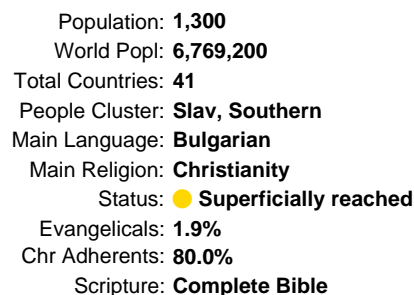 Population: 1,300
World Popl: 6,769,200
Total Countries: 41
People Cluster: Slav, Southern
Main Language: Bulgarian
Main Religion: Christianity
Status: Superficially reached
Evangelicals: 1.9%
Chr Adherents: 80.0%
Scripture: Complete Bible